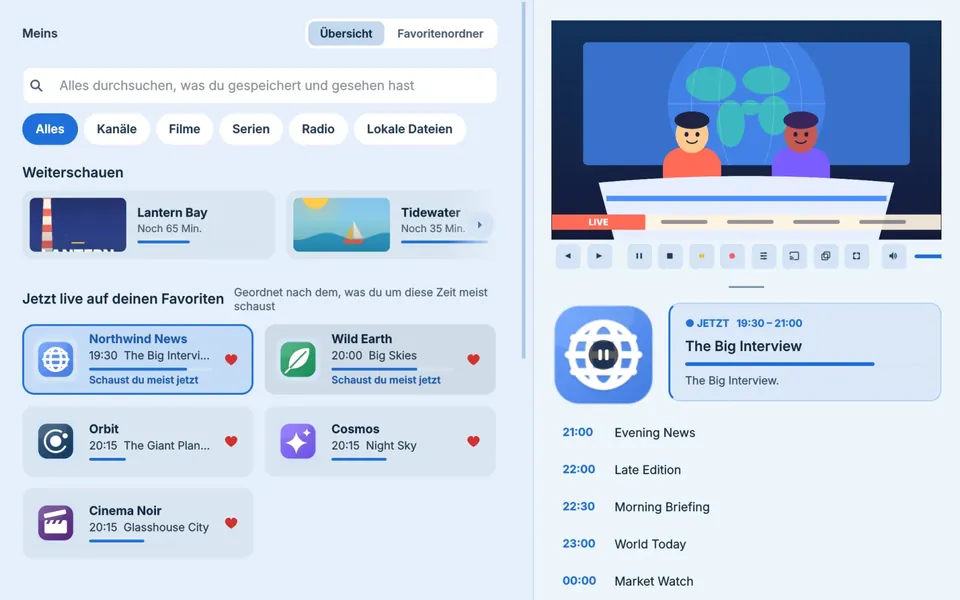 Meins
Übersicht
Favoritenordner
Alles durchsuchen, was du gespeichert und gesehen hast
Alles
Kanäle
Filme
Serien
Radio
Lokale Dateien
Weiterschauen
Lantern Bay
Noch 65 Min.
Tidewater
Noch 35 Min.
Jetzt live auf deinen Favoriten
Geordnet nach dem, was du um diese Zeit meist
schaust
Northwind News
19:30 The Big Intervi...
Schaust du meist jetzt
Wild Earth
20:00 Big Skies
Schaust du meist jetzt
Orbit
20:15 The Giant Plan...
Cosmos
20:15 Night Sky
Cinema Noir
20:15 Glasshouse City
LIVE
JETZT 19:30 – 21:00
The Big Interview
The Big Interview.
21:00 Evening News
22:00 Late Edition
22:30 Morning Briefing
23:00 World Today
00:00 Market Watch